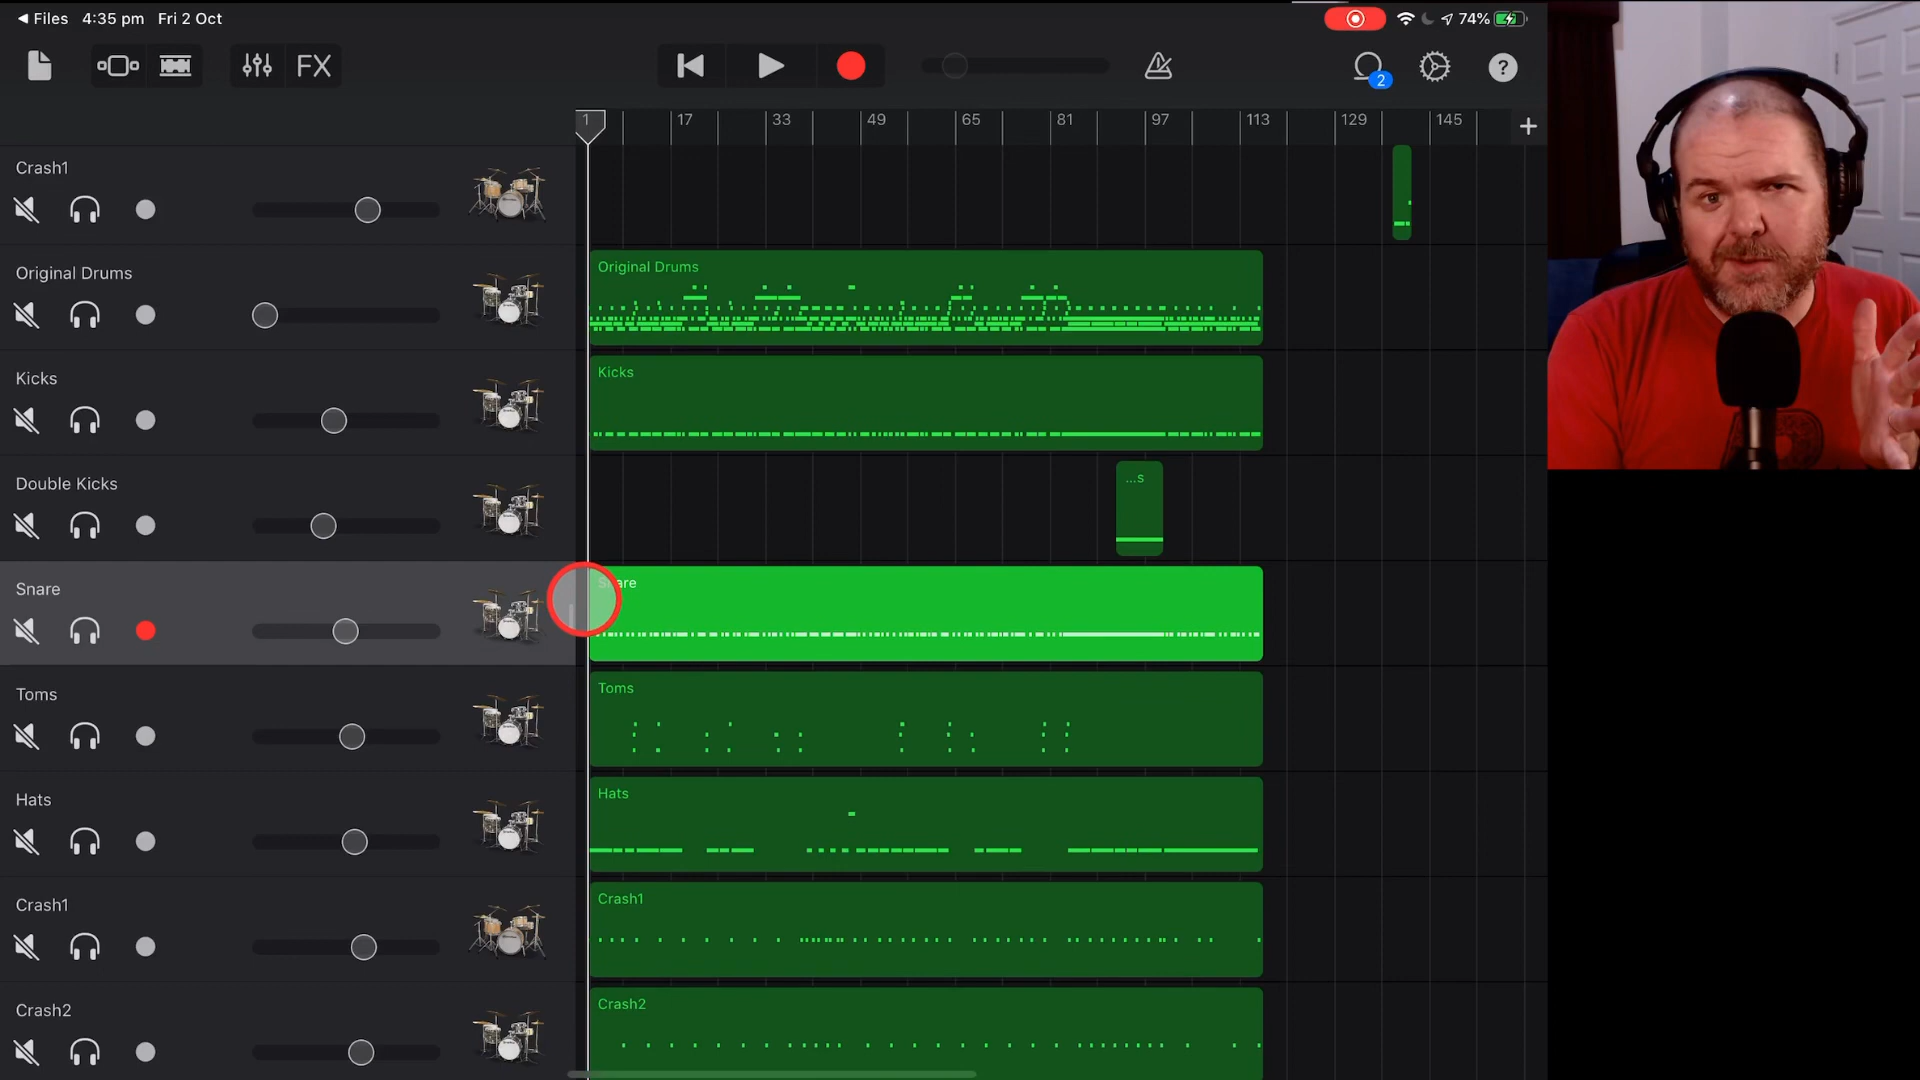 Files 4:35 pm Fri 2 Oct
74%
FX
2
?
1 17 33 49 65 81 97 113 129 145
Crash1
Original Drums
Original Drums
Kicks
Kicks
Double Kicks
...s
Snare
Snare
Toms
Toms
Hats
Hats
Crash1
Crash1
Crash2
Crash2